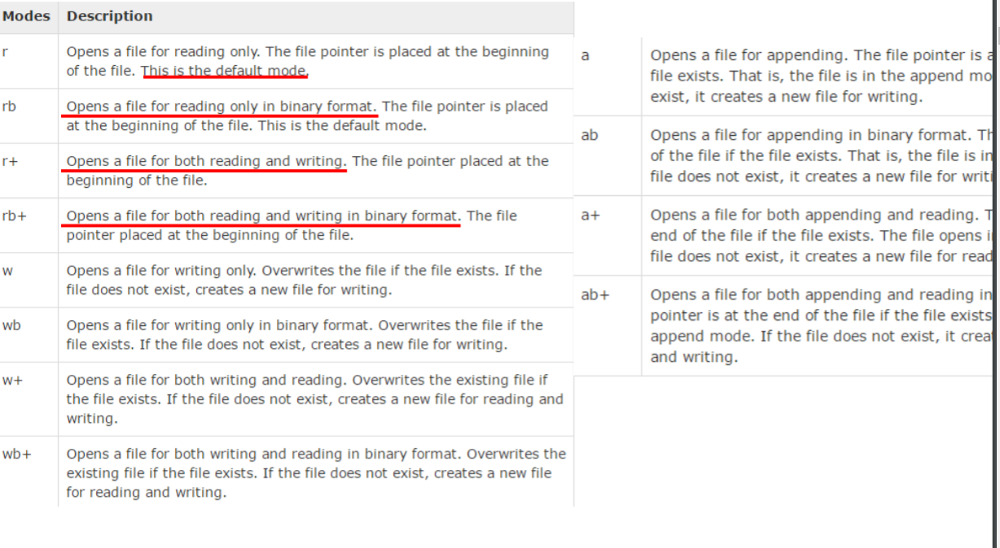 Modes Description
r Opens a file for reading only. The file pointer is placed at the beginning
of the file. This is the default mode.
rb Opens a file for reading only in binary format. The file pointer is placed
at the beginning of the file. This is the default mode.
r+ Opens a file for both reading and writing. The file pointer placed at the
beginning of the file.
rb+ Opens a file for both reading and writing in binary format. The file
pointer placed at the beginning of the file.
w Opens a file for writing only. Overwrites the file if the file exists. If the
file does not exist, creates a new file for writing.
wb Opens a file for writing only in binary format. Overwrites the file if the
file exists. If the file does not exist, creates a new file for writing.
w+ Opens a file for both writing and reading. Overwrites the existing file if
the file exists. If the file does not exist, creates a new file for reading and
writing.
wb+ Opens a file for both writing and reading in binary format. Overwrites the
existing file if the file exists. If the file does not exist, creates a new file
for reading and writing.
a Opens a file for appending. The file pointer is
file exists. That is, the file is in the append
exist, it creates a new file for writing.
ab Opens a file for appending in binary format.
of the file if the file exists. That is, the file is in
file does not exist, it creates a new file for
a+ Opens a file for both appending and reading.
end of the file if the file exists. The file opens
file does not exist, it creates a new file for
ab+ Opens a file for both appending and reading in
pointer is at the end of the file if the file exists
append mode. If the file does not exist, it
and writing.